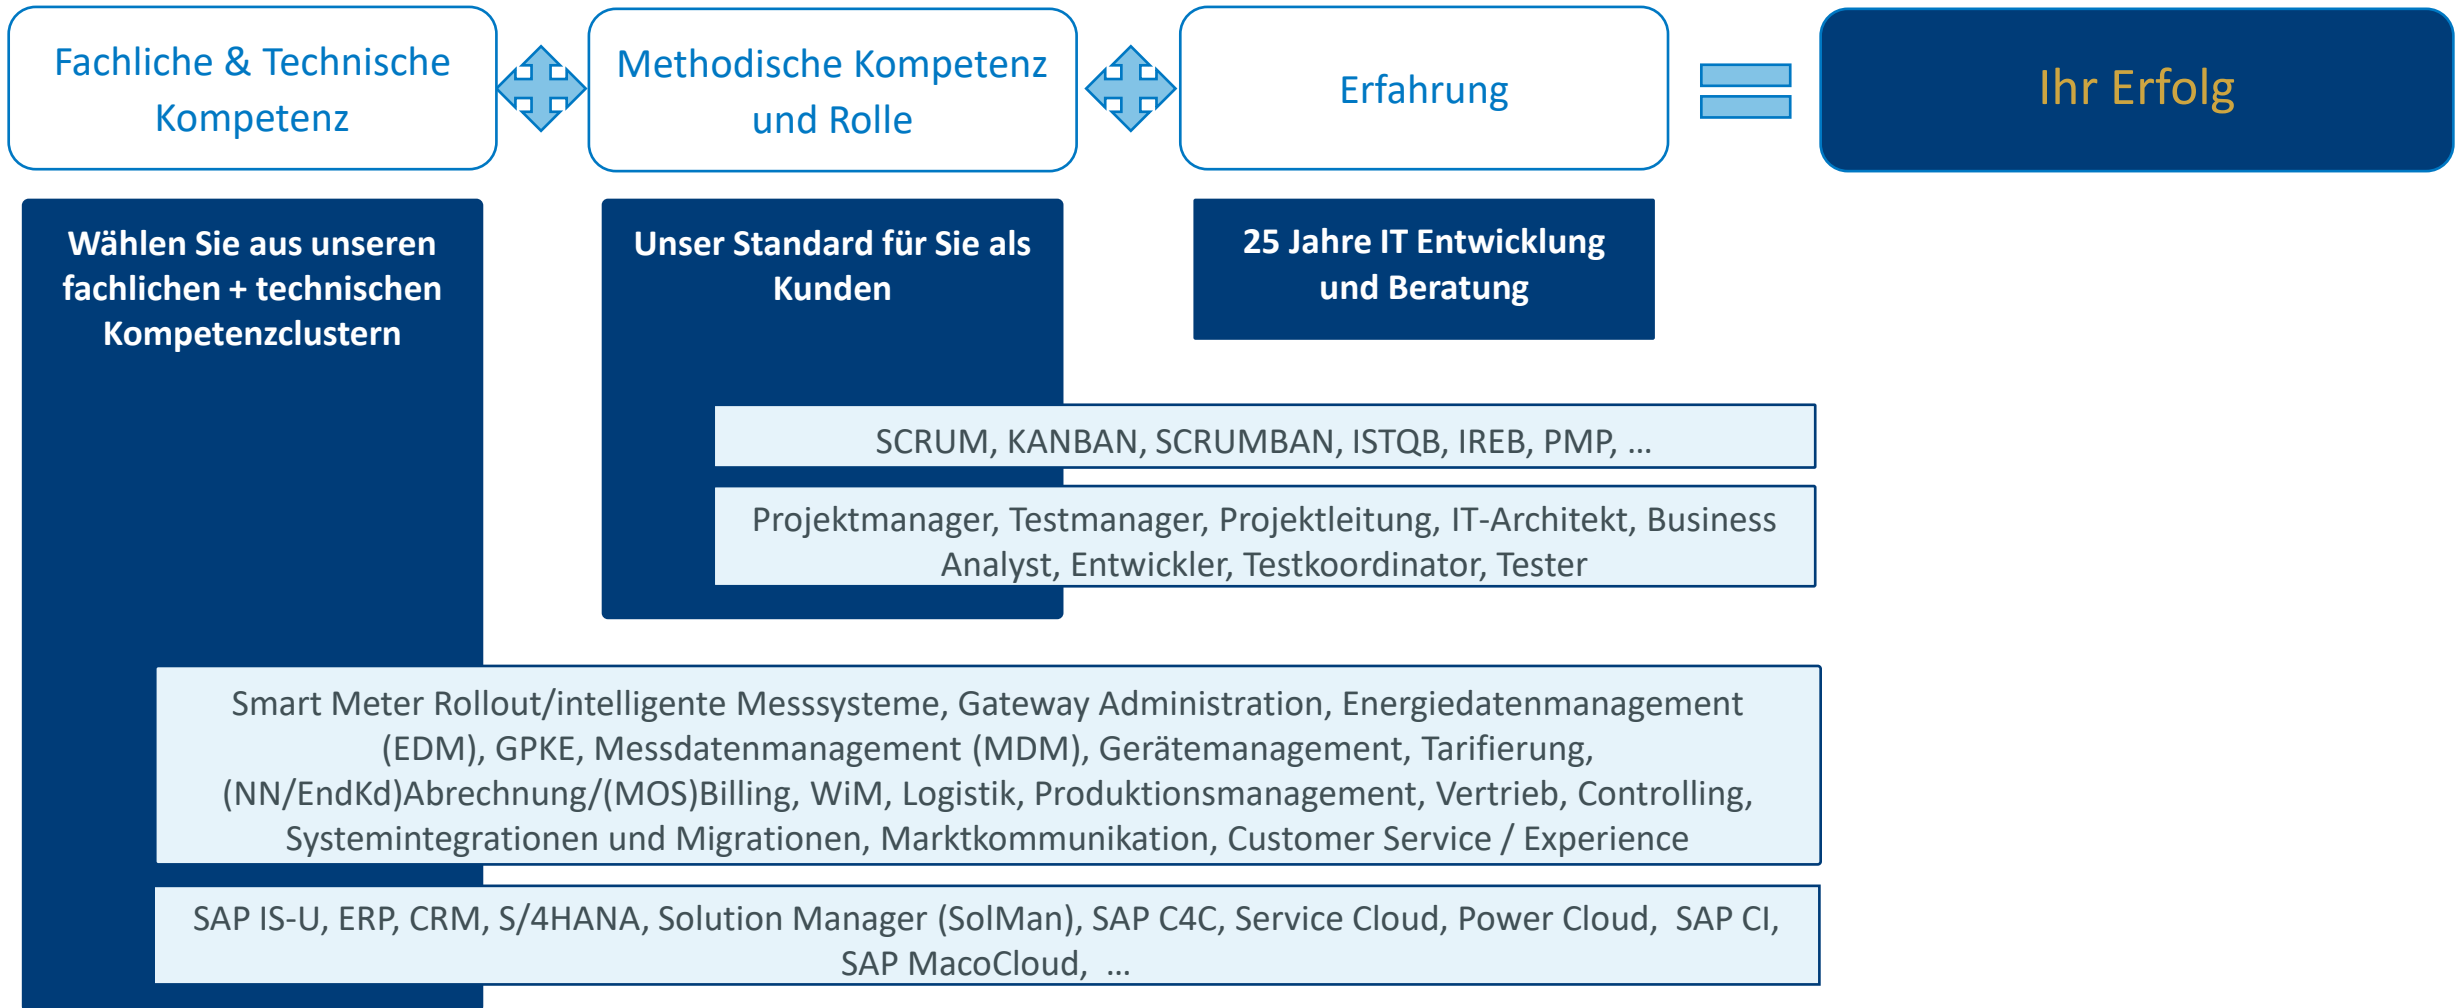 Fachliche & Technische
Kompetenz
Methodische Kompetenz
und Rolle
Erfahrung
Ihr Erfolg
Wählen Sie aus unseren
fachlichen + technischen
Kompetenzclustern
Unser Standard für Sie als
Kunden
25 Jahre IT Entwicklung
und Beratung
SCRUM, KANBAN, SCRUMBAN, ISTQB, IREB, PMP, ...
Projektmanager, Testmanager, Projektleitung, IT-Architekt, Business
Analyst, Entwickler, Testkoordinator, Tester
Smart Meter Rollout/intelligente Messsysteme, Gateway Administration, Energiedatenmanagement
(EDM), GPKE, Messdatenmanagement (MDM), Gerätemanagement, Tarifierung,
(NN/EndKd)Abrechnung/(MOS)Billing, WiM, Logistik, Produktionsmanagement, Vertrieb, Controlling,
Systemintegrationen und Migrationen, Marktkommunikation, Customer Service / Experience
SAP IS-U, ERP, CRM, S/4HANA, Solution Manager (SolMan), SAP C4C, Service Cloud, Power Cloud, SAP CI,
SAP MacoCloud, ...